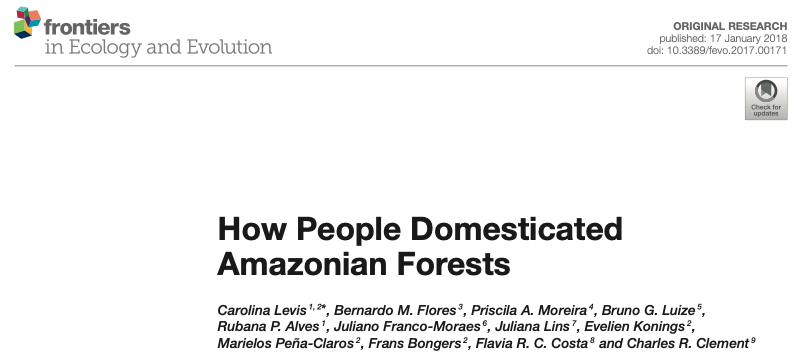 frontiers
in Ecology and Evolution
ORIGINAL RESEARCH
published: 17 January 2018
doi: 10.3389/fevo.2017.00171
Check for
updates
How People Domesticated
Amazonian Forests
Carolina Levis 1, 2*, Bernardo M. Flores 3, Priscila A. Moreira 4, Bruno G. Luize 5,
Rubana P. Alves 1, Juliano Franco-Moraes 6, Juliana Lins 7, Evelien Konings 2,
Marielos Peña-Claros 2, Frans Bongers 2, Flavia R. C. Costa 8 and Charles R. Clement 9